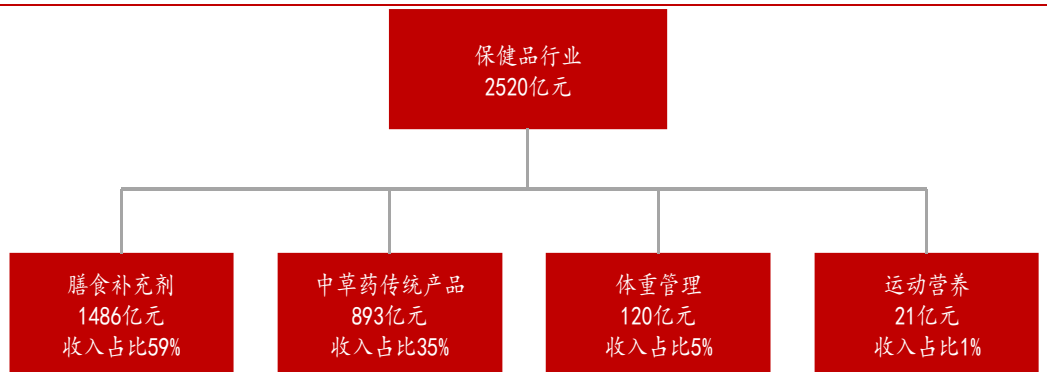 保健品行业
2520亿元
膳食补充剂
1486亿元
收入占比59%
中草药传统产品
893亿元
收入占比35%
体重管理
120亿元
收入占比5%
运动营养
21亿元
收入占比1%